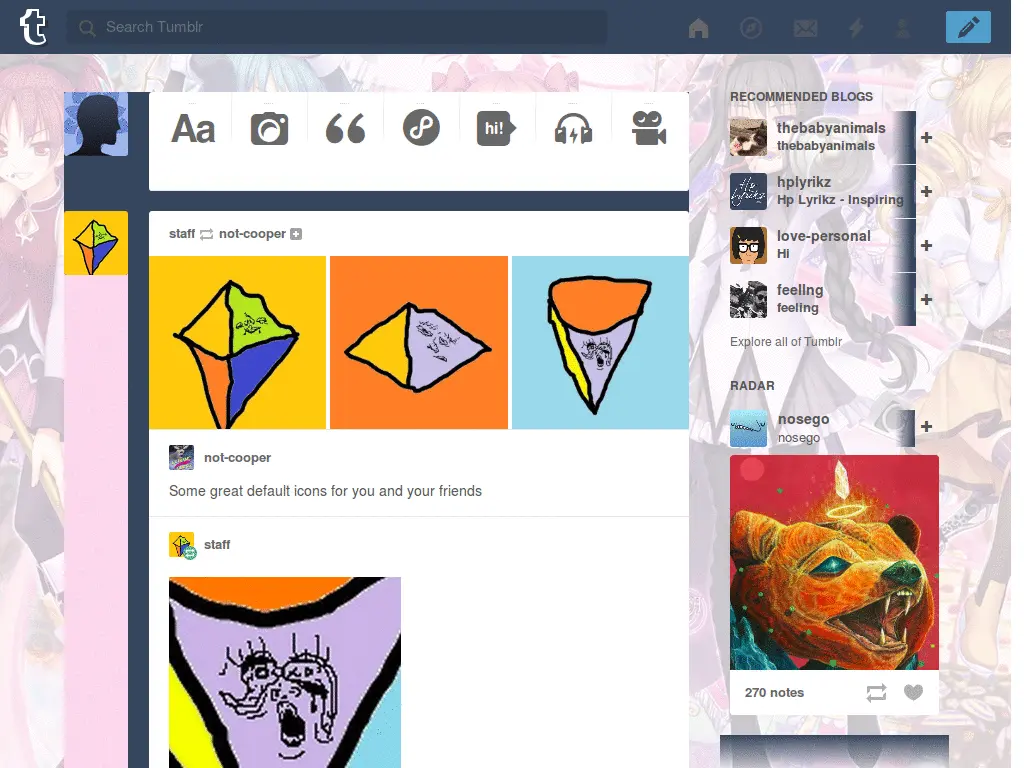 t
Search Tumblr
Aa
hi!
RECOMMENDED BLOGS
thebabyanimals
thebabyanimals
hplyrikz
Hp Lyrikz - Inspiring
love-personal
Hi
feellng
feeling
Explore all of Tumblr
RADAR
nosego
nosego
270 notes
staff not-cooper
not-cooper
Some great default icons for you and your friends
staff